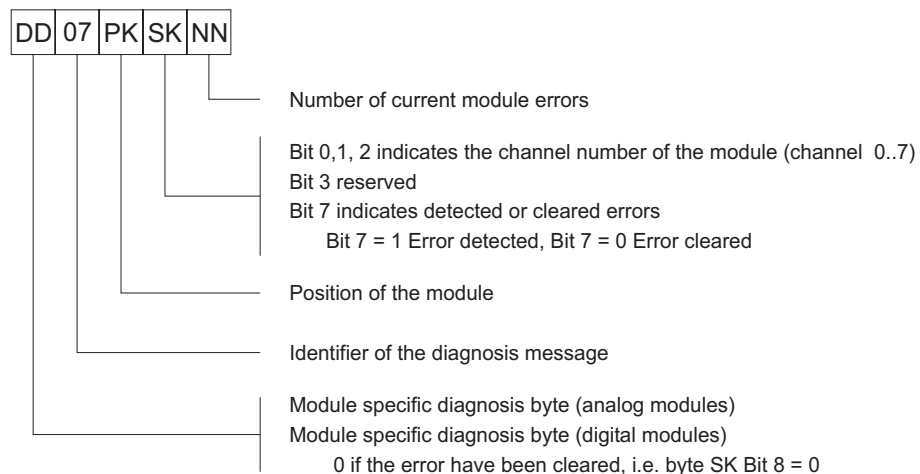 DD 07 PK SK NN
Number of current module errors
Bit 0,1, 2 indicates the channel number of the module (channel 0..7)
Bit 3 reserved
Bit 7 indicates detected or cleared errors
Bit 7 = 1 Error detected, Bit 7 = 0 Error cleared
Position of the module
Identifier of the diagnosis message
Module specific diagnosis byte (analog modules)
Module specific diagnosis byte (digital modules)
0 if the error have been cleared, i.e. byte SK Bit 8 = 0